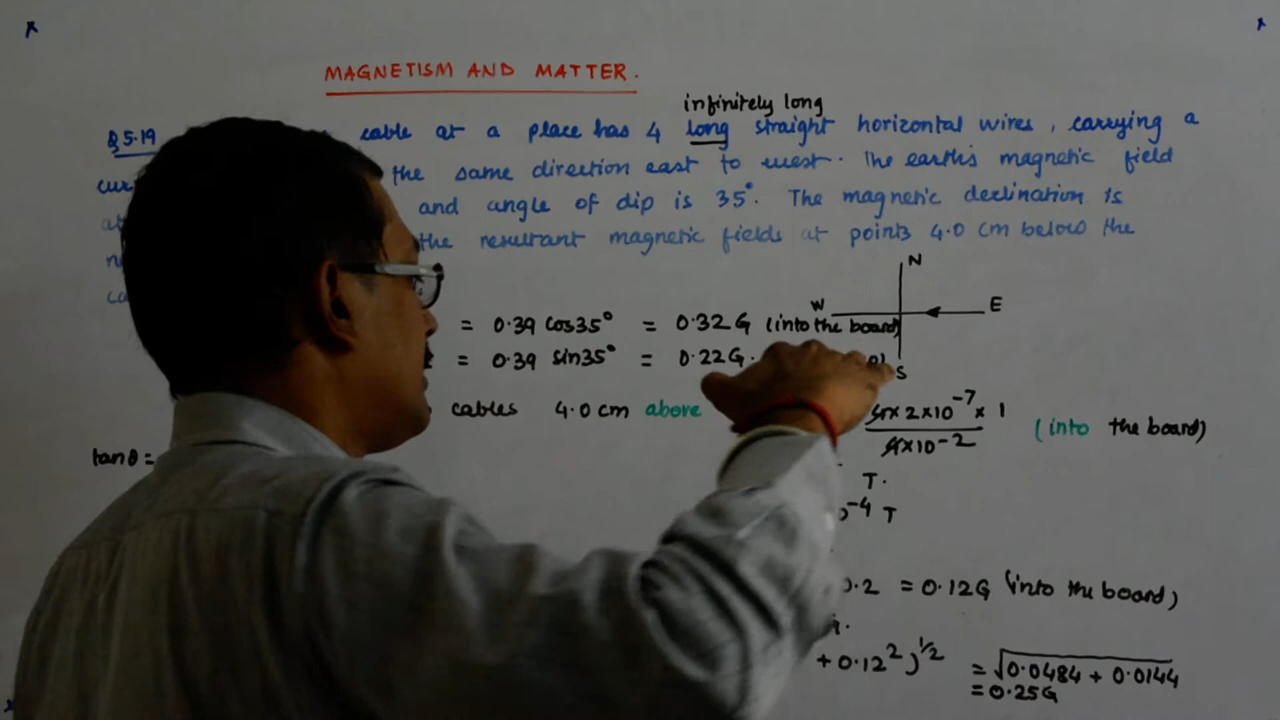 MAGNETISM AND MATTER.
infinitely long
Q 5.19 cable at a place has 4 long straight horizontal wires, carrying a
the same direction east to west. The earth's magnetic field
and angle of dip is 35°. The magnetic declination is
the resultant magnetic fields at points 4.0 cm below the
N
W E
= 0.39 cos35° = 0.32 G (into the board)
= 0.39 sin35° = 0.22 G.
S
cables 4.0 cm above 4×2×10⁻⁷×1 (into the board)
4×10⁻²
tanθ =
T.
⁻⁴ T
0.2 = 0.12G (into the board)
+ 0.12²)^1/2 = √0.0484 + 0.0144
= 0.25G